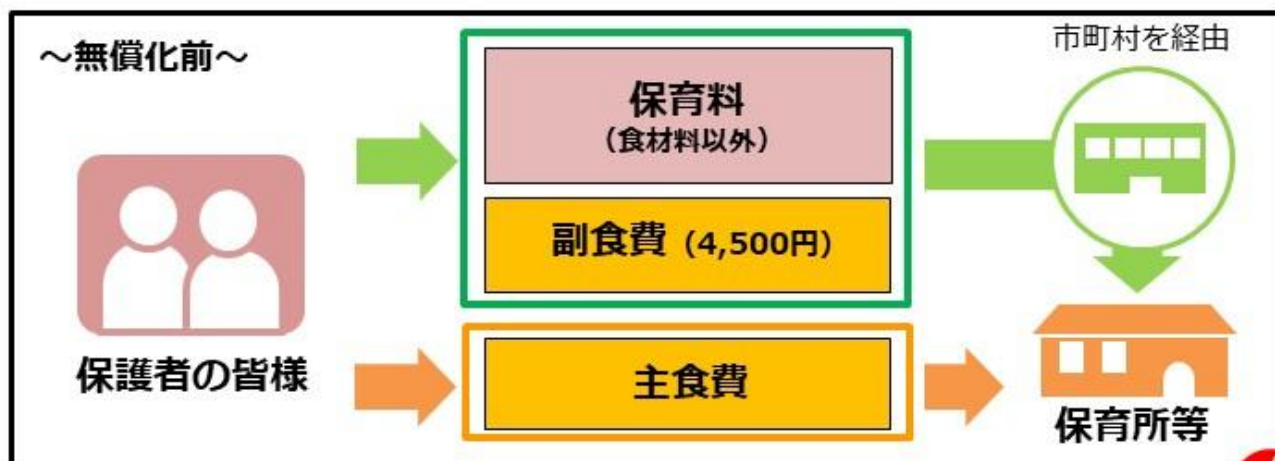 ～無償化前～
市町村を経由
保育料
（食材料以外）
副食費（4,500円）
保護者の皆様
主食費
保育所等